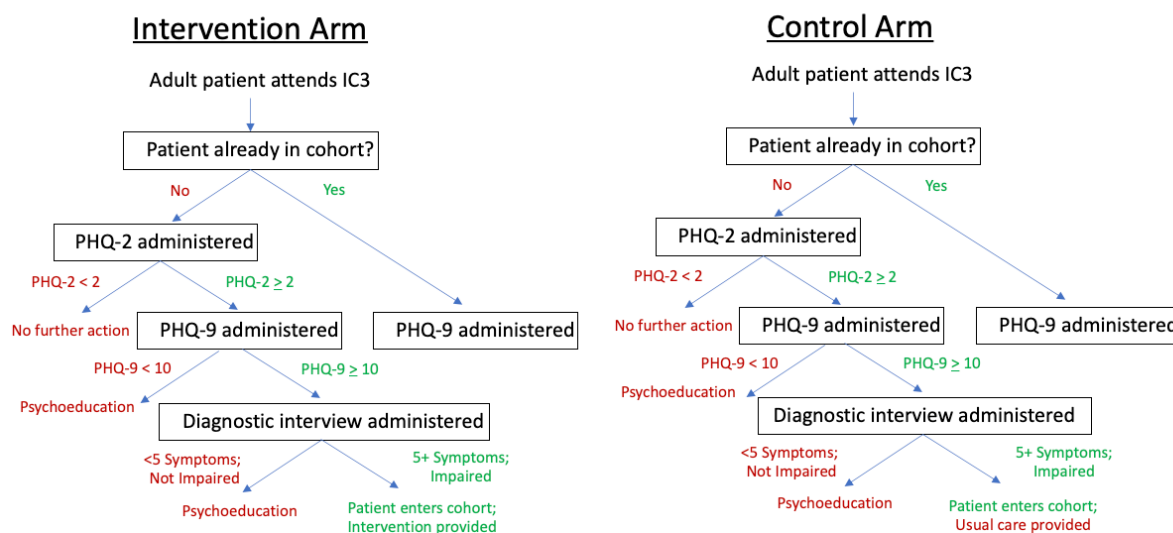 Intervention Arm
Adult patient attends IC3
Patient already in cohort?
No
Yes
PHQ-2 administered
PHQ-2 < 2
PHQ-2 ≥ 2
No further action
PHQ-9 administered
PHQ-9 administered
PHQ-9 < 10
PHQ-9 ≥ 10
Psychoeducation
Diagnostic interview administered
<5 Symptoms;
Not Impaired
5+ Symptoms;
Impaired
Psychoeducation
Patient enters cohort;
Intervention provided
Control Arm
Adult patient attends IC3
Patient already in cohort?
No
Yes
PHQ-2 administered
PHQ-2 < 2
PHQ-2 ≥ 2
No further action
PHQ-9 administered
PHQ-9 administered
PHQ-9 < 10
PHQ-9 ≥ 10
Psychoeducation
Diagnostic interview administered
<5 Symptoms;
Not Impaired
5+ Symptoms;
Impaired
Psychoeducation
Patient enters cohort;
Usual care provided